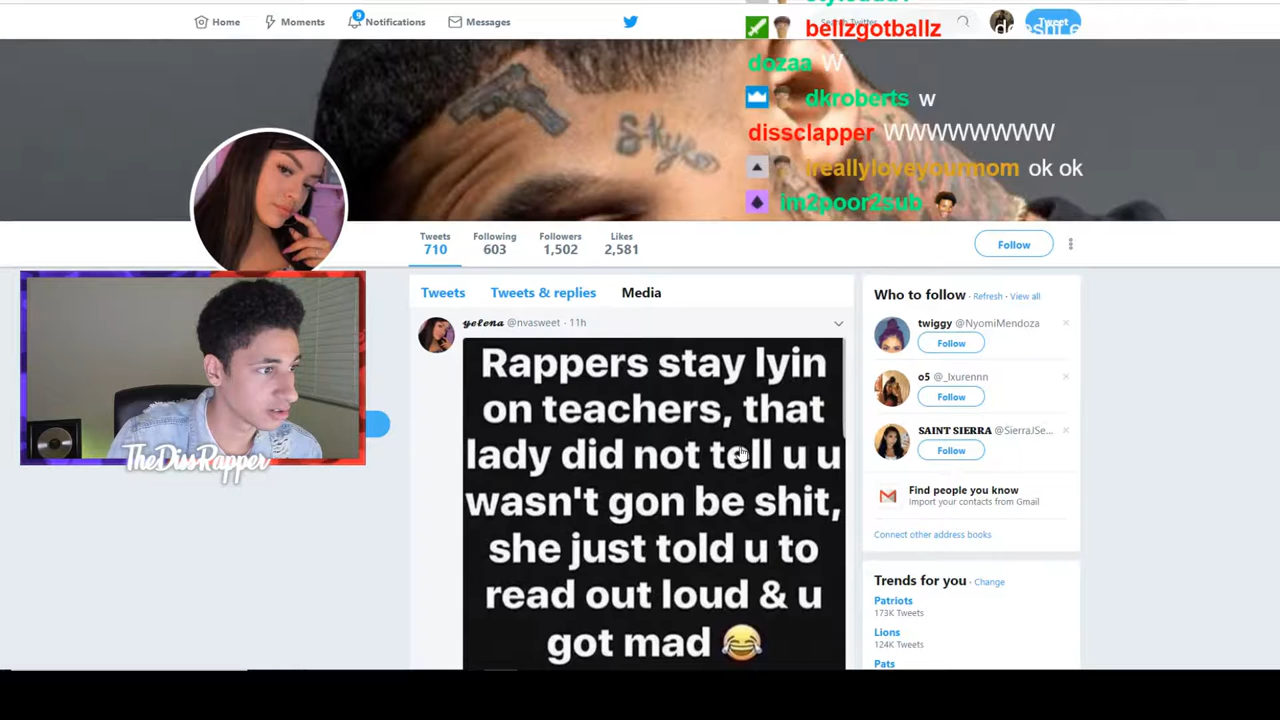 Home
Moments
9
Notifications
Messages
Search Twitter
Tweet
bellzgotballz
dozaa W
dkroberts w
dissclapper WWWWWWWW
ireallyloveyourmom ok ok
im2poor2sub
Skye
Tweets
710
Following
603
Followers
1,502
Likes
2,581
Follow
Tweets
Tweets & replies
Media
𝔂𝓮𝓵𝓮𝓷𝓪 @nvasweet · 11h
Rappers stay lyin
on teachers, that
lady did not tell u u
wasn't gon be shit,
she just told u to
read out loud & u
got mad 😂
TheDissRapper
Who to follow · Refresh · View all
twiggy @NyomiMendoza
Follow
o5 @_lxurennn
Follow
SAINT SIERRA @SierraJSe...
Follow
Find people you know
Import your contacts from Gmail
Connect other address books
Trends for you · Change
Patriots
173K Tweets
Lions
124K Tweets
Pats